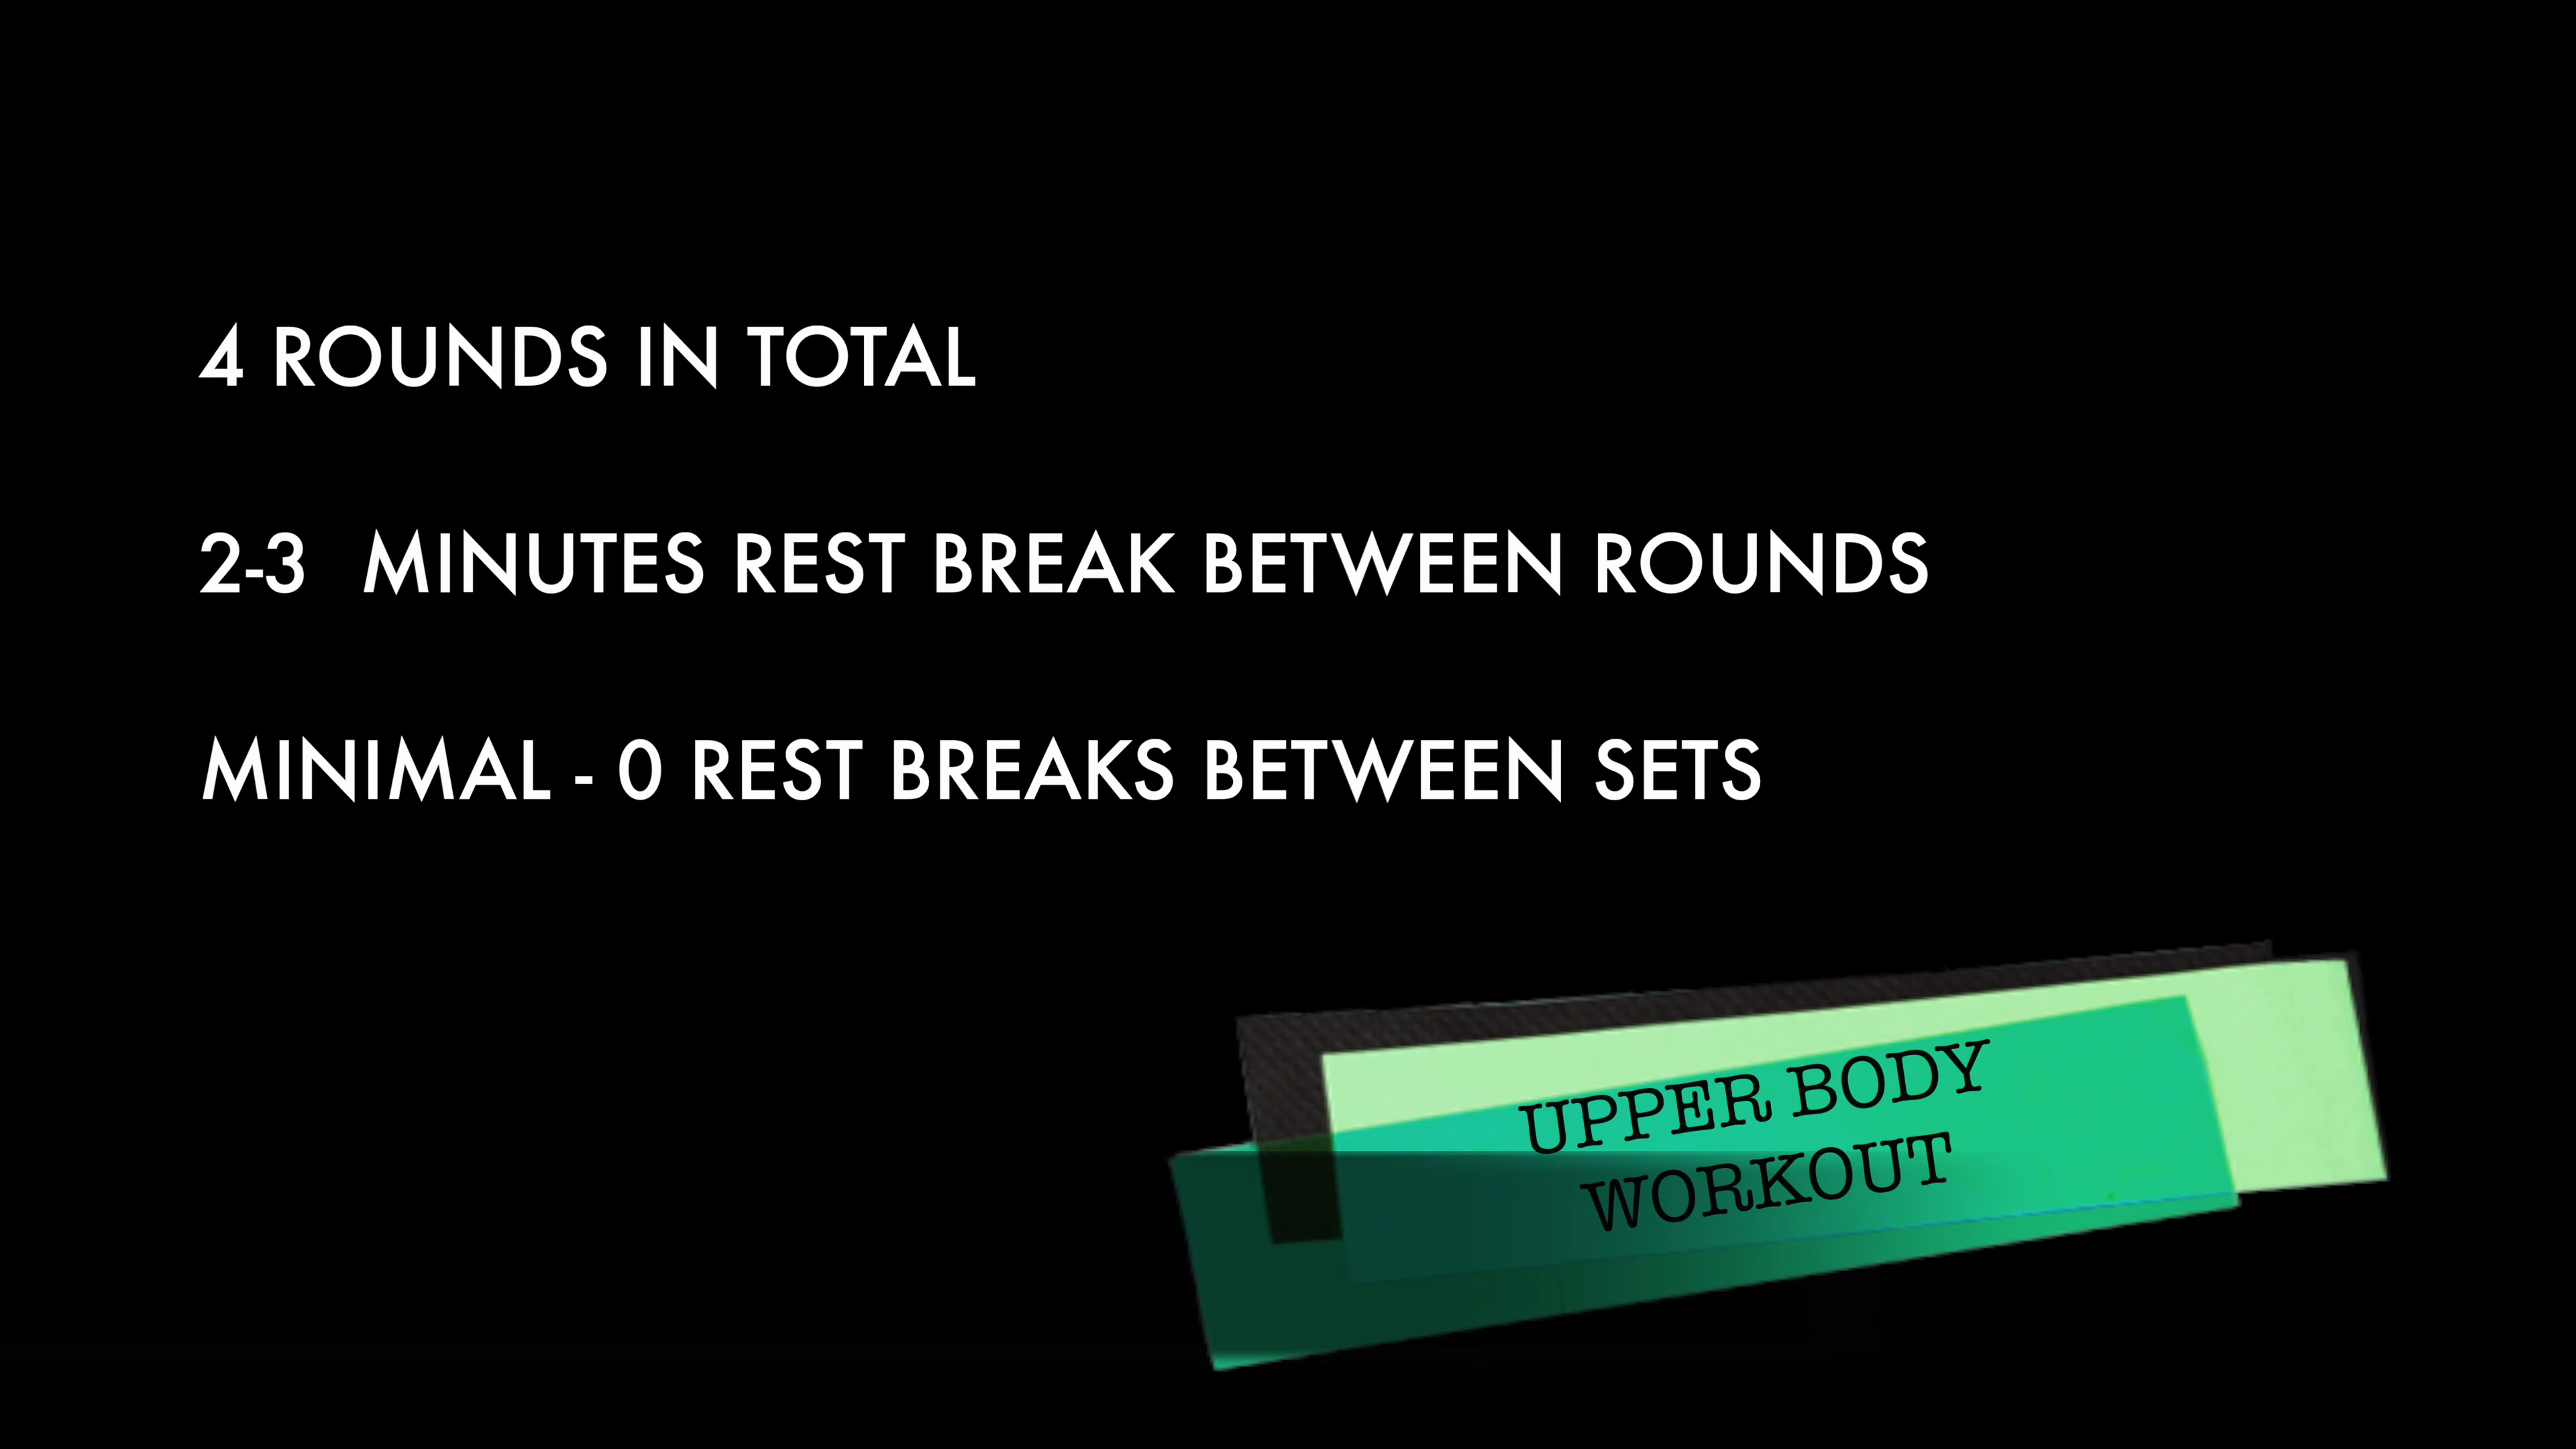 4 ROUNDS IN TOTAL
2-3 MINUTES REST BREAK BETWEEN ROUNDS
MINIMAL - 0 REST BREAKS BETWEEN SETS
UPPER BODY
WORKOUT